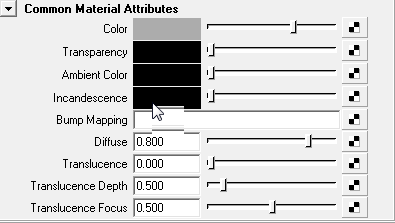 Common Material Attributes
Color
Transparency
Ambient Color
Incandescence
Bump Mapping
Diffuse 0.800
Translucence 0.000
Translucence Depth 0.500
Translucence Focus 0.500